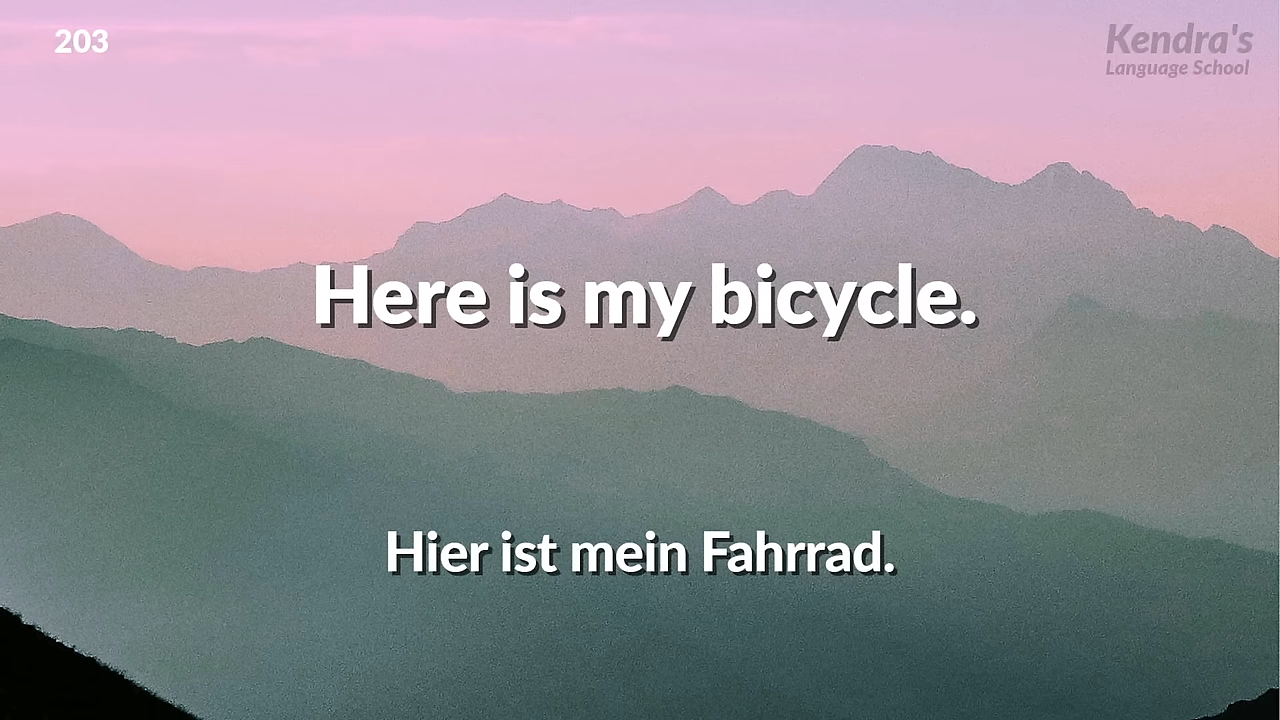 203
Kendra's
Language School
Here is my bicycle.
Hier ist mein Fahrrad.